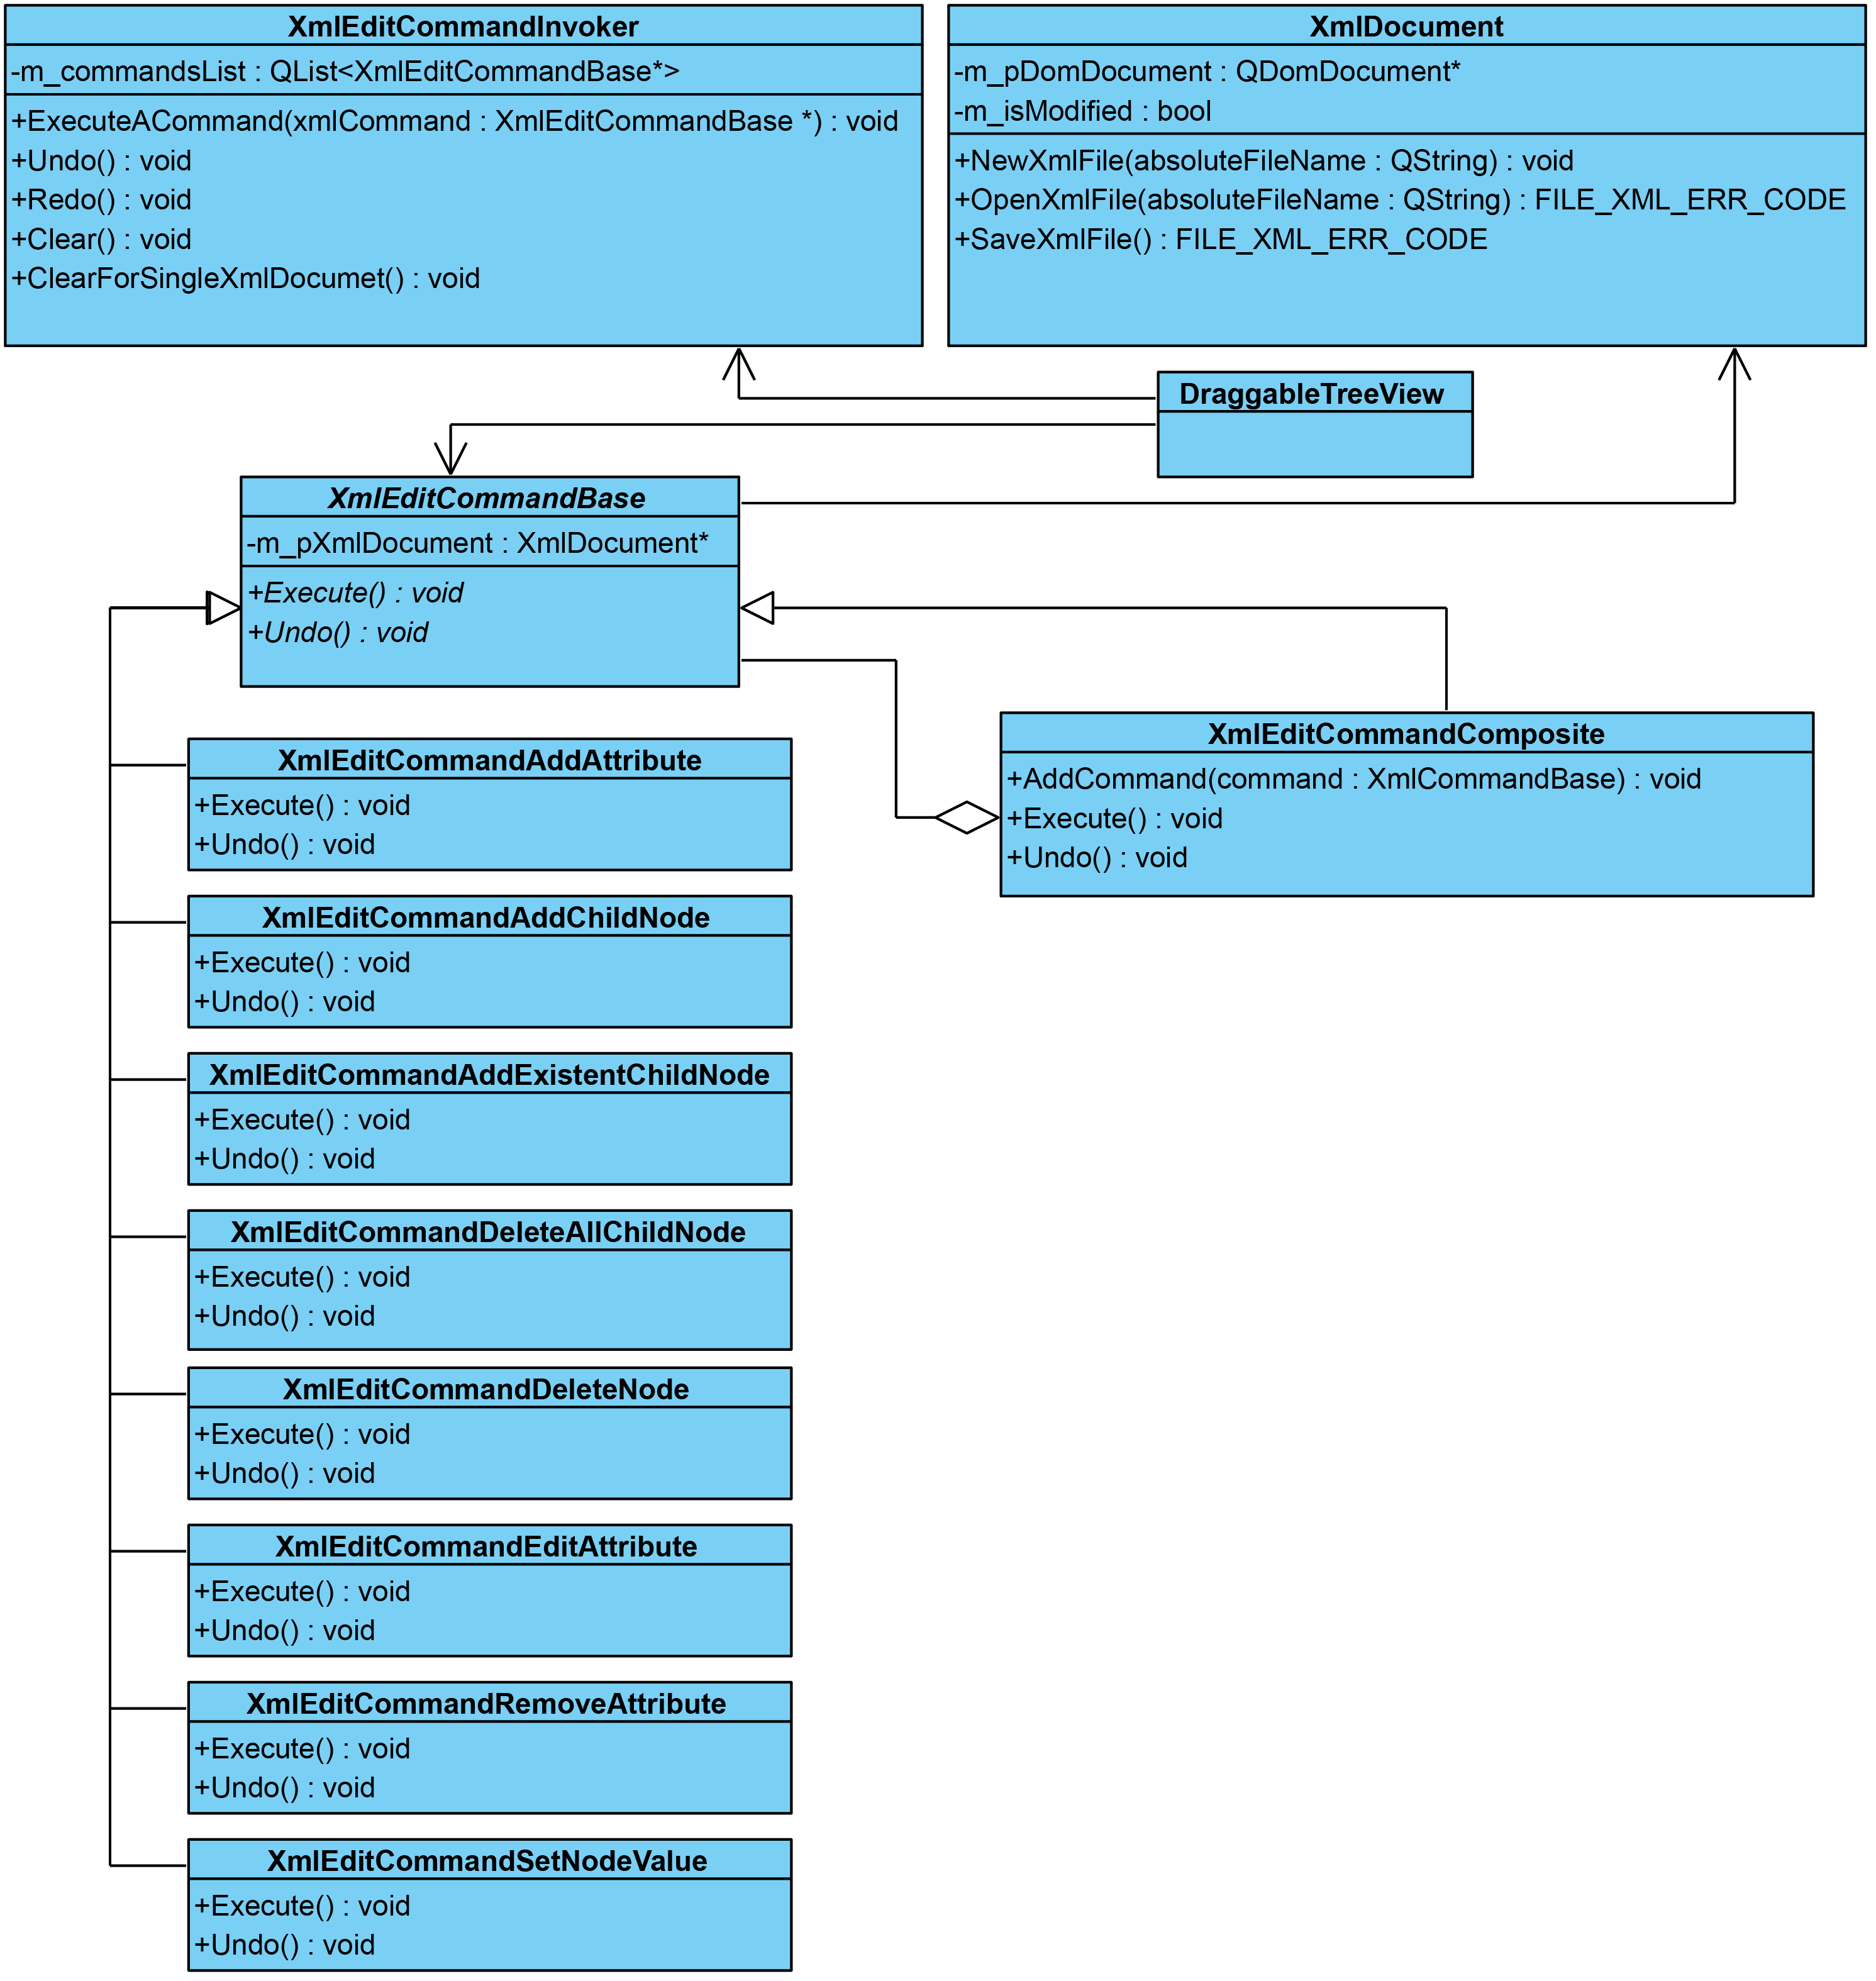 XmlEditCommandInvoker
-m_commandsList : QList<XmlEditCommandBase*>
+ExecuteACommand(xmlCommand : XmlEditCommandBase *) : void
+Undo() : void
+Redo() : void
+Clear() : void
+ClearForSingleXmlDocumet() : void
XmlDocument
-m_pDomDocument : QDomDocument*
-m_isModified : bool
+NewXmlFile(absoluteFileName : QString) : void
+OpenXmlFile(absoluteFileName : QString) : FILE_XML_ERR_CODE
+SaveXmlFile() : FILE_XML_ERR_CODE
DraggableTreeView
XmlEditCommandBase
-m_pXmlDocument : XmlDocument*
+Execute() : void
+Undo() : void
XmlEditCommandComposite
+AddCommand(command : XmlCommandBase) : void
+Execute() : void
+Undo() : void
XmlEditCommandAddAttribute
+Execute() : void
+Undo() : void
XmlEditCommandAddChildNode
+Execute() : void
+Undo() : void
XmlEditCommandAddExistentChildNode
+Execute() : void
+Undo() : void
XmlEditCommandDeleteAllChildNode
+Execute() : void
+Undo() : void
XmlEditCommandDeleteNode
+Execute() : void
+Undo() : void
XmlEditCommandEditAttribute
+Execute() : void
+Undo() : void
XmlEditCommandRemoveAttribute
+Execute() : void
+Undo() : void
XmlEditCommandSetNodeValue
+Execute() : void
+Undo() : void